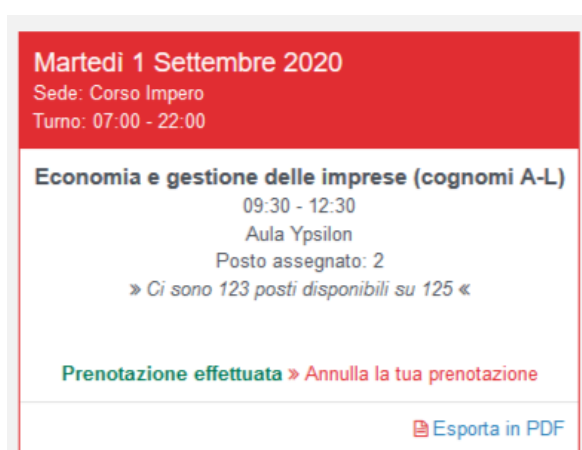 Martedì 1 Settembre 2020
Sede: Corso Impero
Turno: 07:00 - 22:00
Economia e gestione delle imprese (cognomi A-L)
09:30 - 12:30
Aula Ypsilon
Posto assegnato: 2
» Ci sono 123 posti disponibili su 125 «
Prenotazione effettuata » Annulla la tua prenotazione
Esporta in PDF